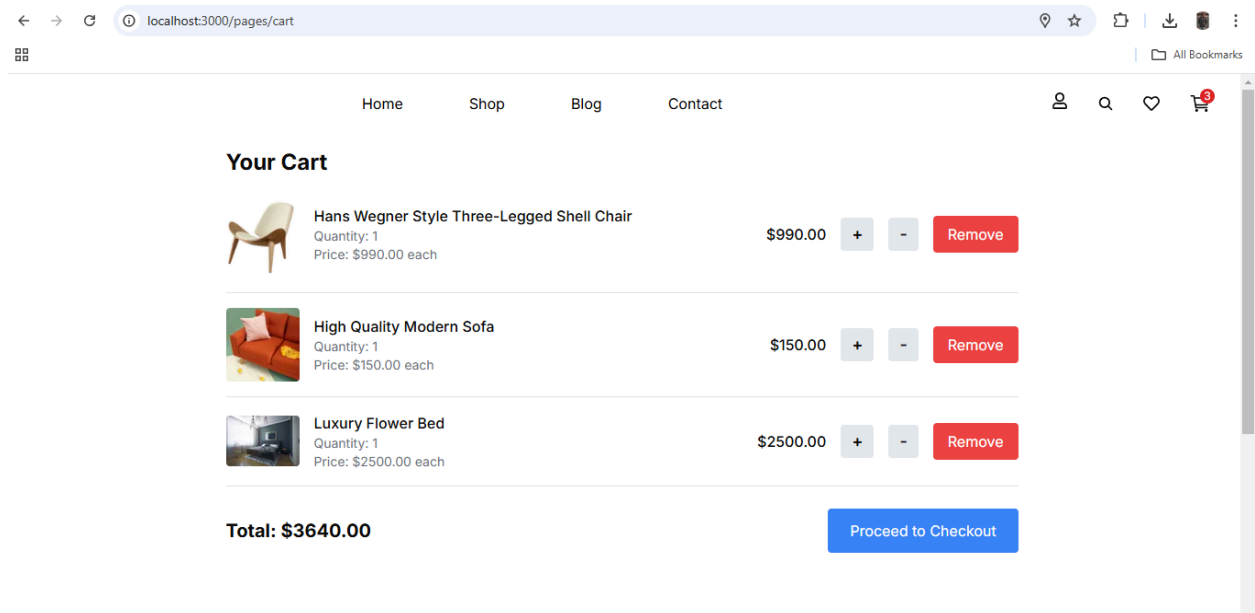 localhost:3000/pages/cart
All Bookmarks
Home Shop Blog Contact
3
Your Cart
Hans Wegner Style Three-Legged Shell Chair
Quantity: 1
Price: $990.00 each
$990.00 + - Remove
High Quality Modern Sofa
Quantity: 1
Price: $150.00 each
$150.00 + - Remove
Luxury Flower Bed
Quantity: 1
Price: $2500.00 each
$2500.00 + - Remove
Total: $3640.00
Proceed to Checkout